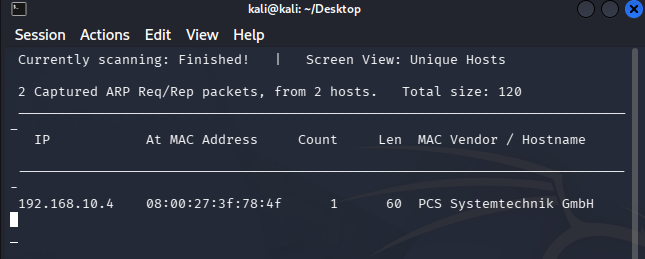 kali@kali: ~/Desktop
Session Actions Edit View Help
Currently scanning: Finished! | Screen View: Unique Hosts
2 Captured ARP Req/Rep packets, from 2 hosts. Total size: 120
_____________________________________________________________________________
_
IP At MAC Address Count Len MAC Vendor / Hostname
-----------------------------------------------------------------------------
-
192.168.10.4 08:00:27:3f:78:4f 1 60 PCS Systemtechnik GmbH
_